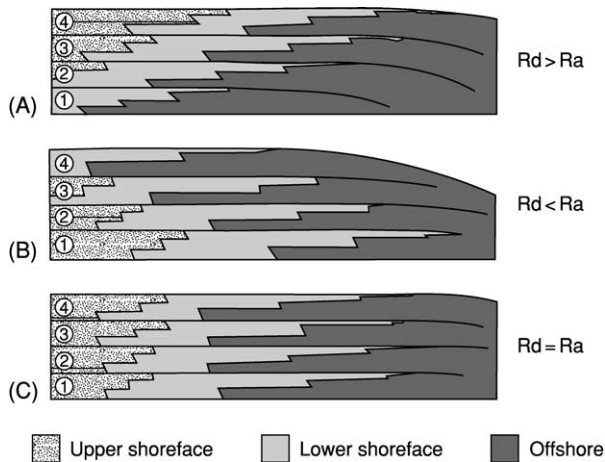 ④
③
②
①
(A)
Rd > Ra
④
③
②
①
(B)
Rd < Ra
④
③
②
①
(C)
Rd = Ra
Upper shoreface Lower shoreface Offshore